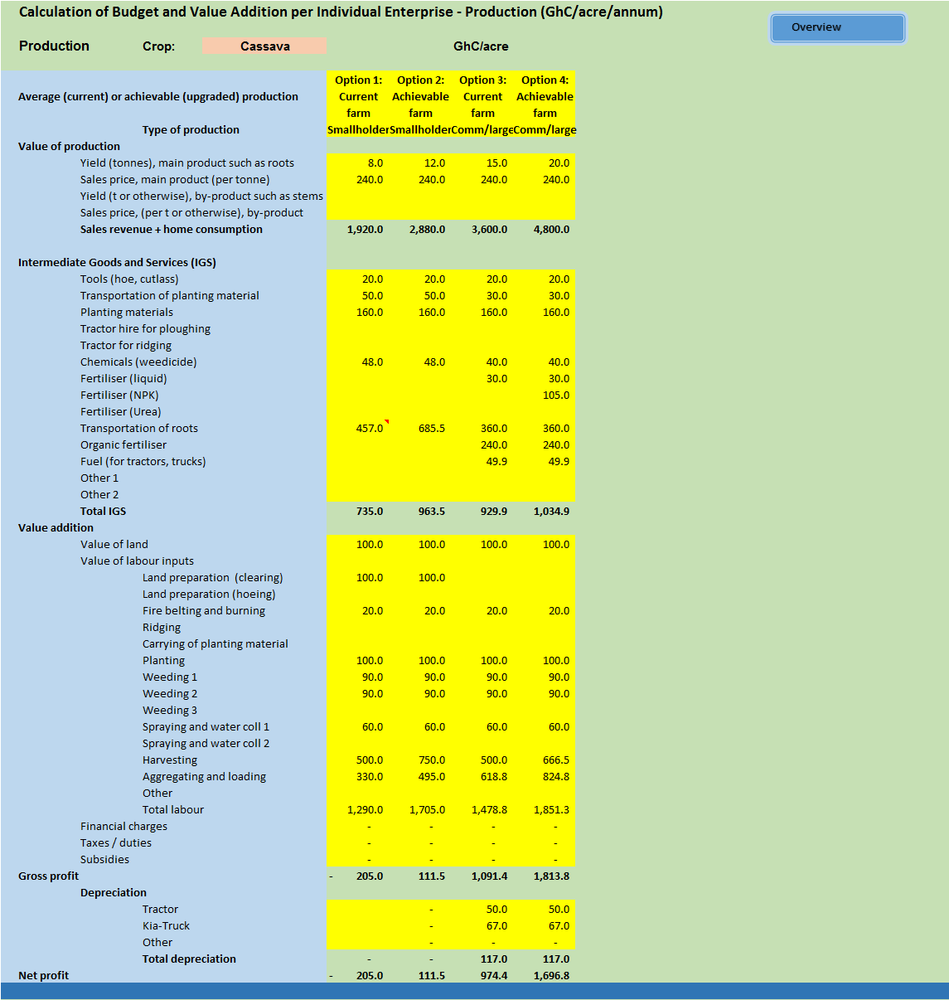 Calculation of Budget and Value Addition per Individual Enterprise - Production (GhC/acre/annum)
Overview
Production Crop: Cassava GhC/acre
Average (current) or achievable (upgraded) production Option 1: Current farm Option 2: Achievable farm Option 3: Current farm Option 4: Achievable farm
Type of production Smallholder Smallholder Comm/large Comm/large
Value of production
Yield (tonnes), main product such as roots 8.0 12.0 15.0 20.0
Sales price, main product (per tonne) 240.0 240.0 240.0 240.0
Yield (t or otherwise), by-product such as stems
Sales price, (per t or otherwise), by-product
Sales revenue + home consumption 1,920.0 2,880.0 3,600.0 4,800.0
Intermediate Goods and Services (IGS)
Tools (hoe, cutlass) 20.0 20.0 20.0 20.0
Transportation of planting material 50.0 50.0 30.0 30.0
Planting materials 160.0 160.0 160.0 160.0
Tractor hire for ploughing
Tractor for ridging
Chemicals (weedicide) 48.0 48.0 40.0 40.0
Fertiliser (liquid) 30.0 30.0
Fertiliser (NPK) 105.0
Fertiliser (Urea)
Transportation of roots 457.0 685.5 360.0 360.0
Organic fertiliser 240.0 240.0
Fuel (for tractors, trucks) 49.9 49.9
Other 1
Other 2
Total IGS 735.0 963.5 929.9 1,034.9
Value addition
Value of land 100.0 100.0 100.0 100.0
Value of labour inputs
Land preparation (clearing) 100.0 100.0
Land preparation (hoeing)
Fire belting and burning 20.0 20.0 20.0 20.0
Ridging
Carrying of planting material
Planting 100.0 100.0 100.0 100.0
Weeding 1 90.0 90.0 90.0 90.0
Weeding 2 90.0 90.0 90.0 90.0
Weeding 3
Spraying and water coll 1 60.0 60.0 60.0 60.0
Spraying and water coll 2
Harvesting 500.0 750.0 500.0 666.5
Aggregating and loading 330.0 495.0 618.8 824.8
Other
Total labour 1,290.0 1,705.0 1,478.8 1,851.3
Financial charges - - - -
Taxes / duties - - - -
Subsidies - - - -
Gross profit - 205.0 111.5 1,091.4 1,813.8
Depreciation
Tractor - 50.0 50.0
Kia-Truck - 67.0 67.0
Other - - -
Total depreciation - - 117.0 117.0
Net profit - 205.0 111.5 974.4 1,696.8